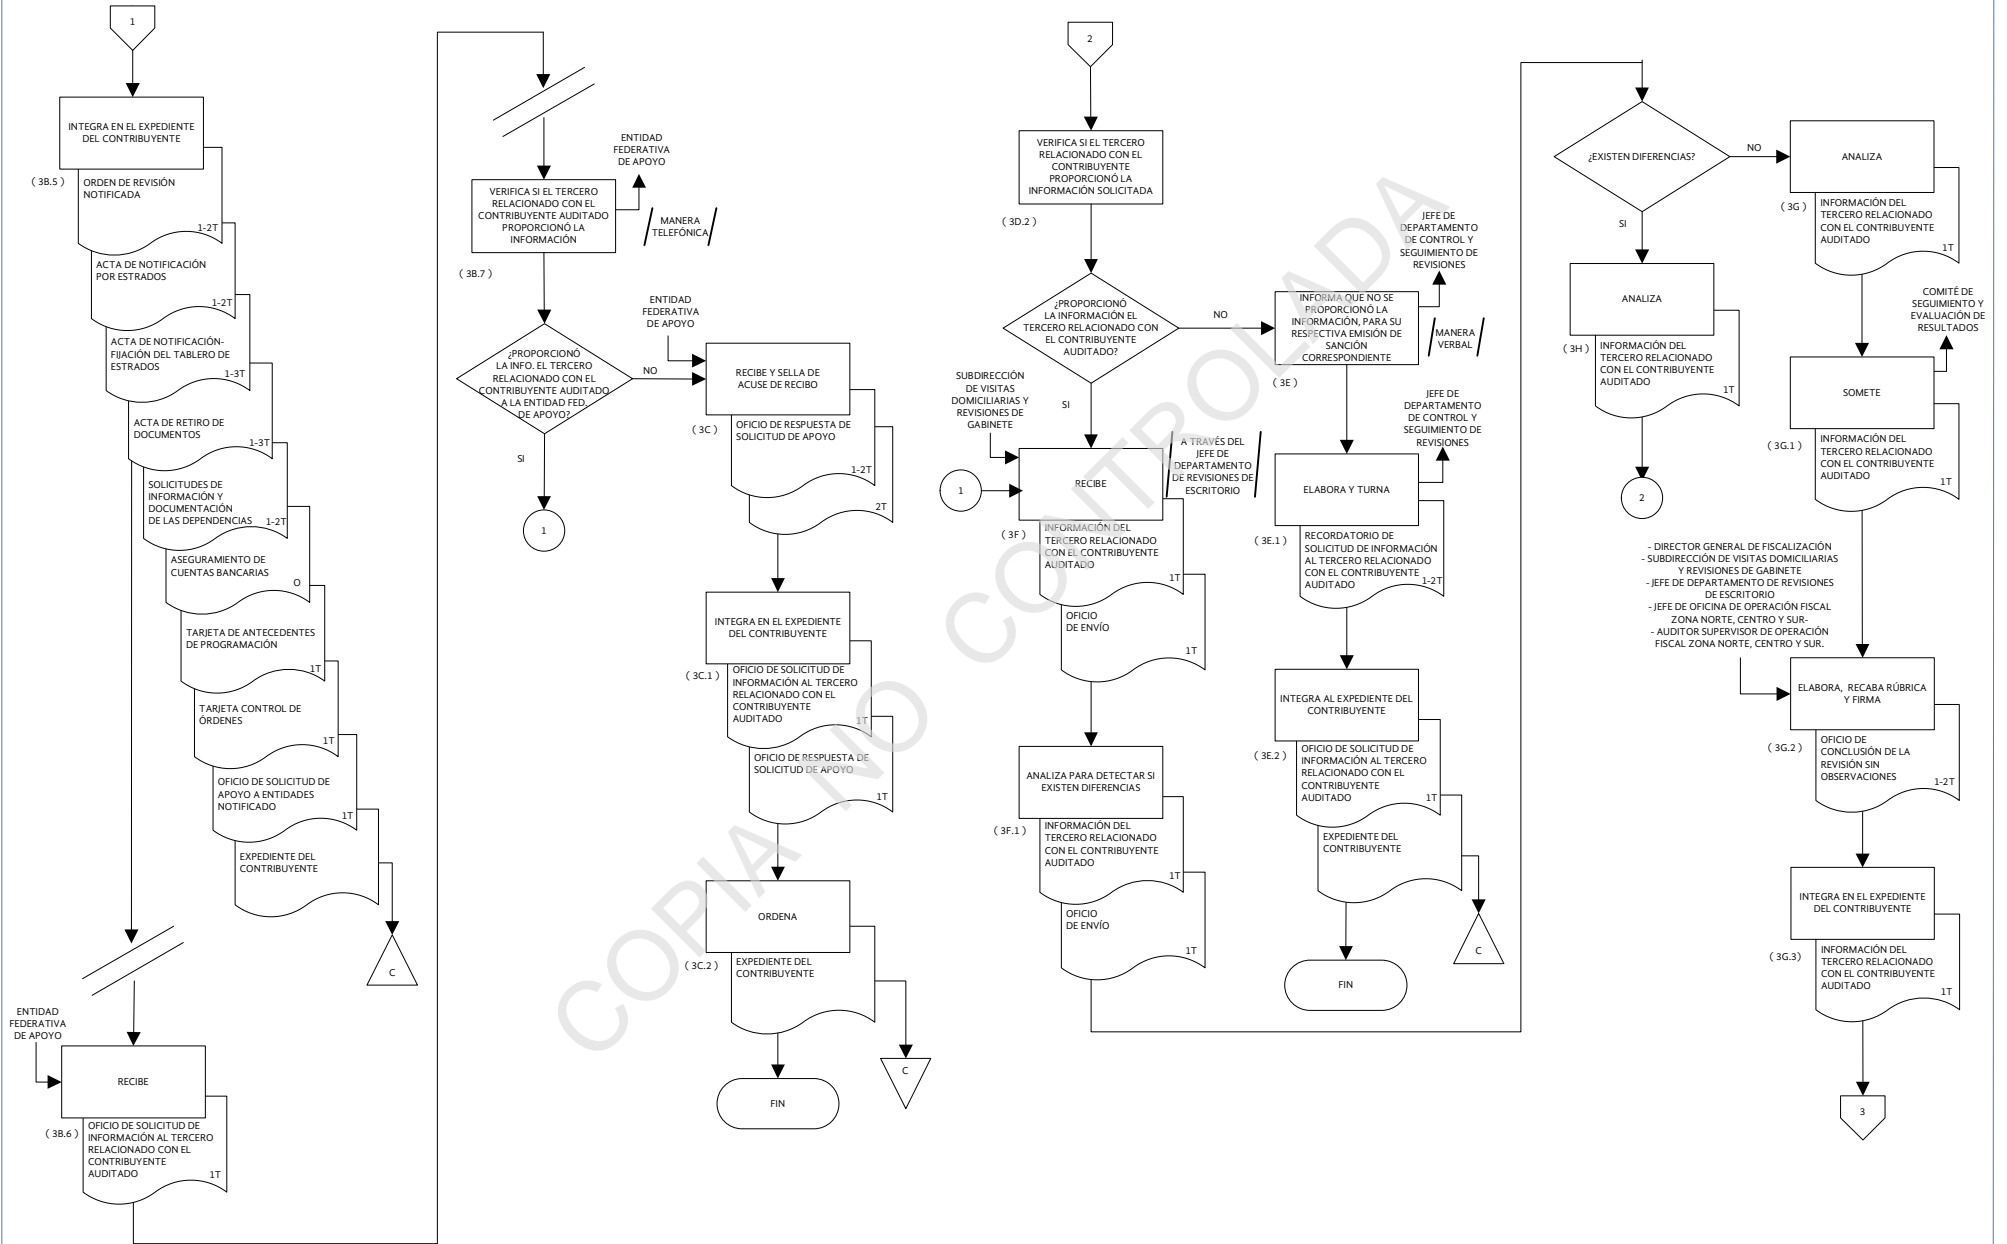 1
INTEGRA EN EL EXPEDIENTE
DEL CONTRIBUYENTE
( 3B.5 )
ORDEN DE REVISIÓN
NOTIFICADA
1-2T
ACTA DE NOTIFICACIÓN
POR ESTRADOS
1-2T
ACTA DE NOTIFICACIÓN-
FIJACIÓN DEL TABLERO DE
ESTRADOS
1-3T
ACTA DE RETIRO DE
DOCUMENTOS
1-3T
SOLICITUDES DE
INFORMACIÓN Y
DOCUMENTACIÓN
DE LAS DEPENDENCIAS
1-2T
ASEGURAMIENTO DE
CUENTAS BANCARIAS
O
TARJETA DE ANTECEDENTES
DE PROGRAMACIÓN
1T
TARJETA CONTROL DE
ÓRDENES
1T
OFICIO DE SOLICITUD DE
APOYO A ENTIDADES
NOTIFICADO
1T
EXPEDIENTE DEL
CONTRIBUYENTE
C
ENTIDAD
FEDERATIVA
DE APOYO
RECIBE
( 3B.6 )
OFICIO DE SOLICITUD DE
INFORMACIÓN AL TERCERO
RELACIONADO CON EL
CONTRIBUYENTE
AUDITADO
1T
ENTIDAD
FEDERATIVA
DE APOYO
VERIFICA SI EL TERCERO
RELACIONADO CON EL
CONTRIBUYENTE AUDITADO
PROPORCIONÓ LA
INFORMACIÓN
MANERA
TELEFÓNICA
( 3B.7 )
¿PROPORCIONÓ
LA INFO. EL TERCERO
RELACIONADO CON EL
CONTRIBUYENTE AUDITADO
A LA ENTIDAD FED.
DE APOYO?
NO
SI
1
ENTIDAD
FEDERATIVA
DE APOYO
RECIBE Y SELLA DE
ACUSE DE RECIBO
( 3C )
OFICIO DE RESPUESTA DE
SOLICITUD DE APOYO
1-2T
2T
INTEGRA EN EL EXPEDIENTE
DEL CONTRIBUYENTE
( 3C.1 )
OFICIO DE SOLICITUD DE
INFORMACIÓN AL TERCERO
RELACIONADO CON EL
CONTRIBUYENTE
AUDITADO
1T
OFICIO DE RESPUESTA DE
SOLICITUD DE APOYO
1T
ORDENA
( 3C.2 )
EXPEDIENTE DEL
CONTRIBUYENTE
C
FIN
2
VERIFICA SI EL TERCERO
RELACIONADO CON EL
CONTRIBUYENTE
PROPORCIONÓ LA
INFORMACIÓN SOLICITADA
( 3D.2 )
¿PROPORCIONÓ
LA INFORMACIÓN EL
TERCERO RELACIONADO CON
EL CONTRIBUYENTE
AUDITADO?
NO
SI
SUBDIRECCIÓN
DE VISITAS
DOMICILIARIAS Y
REVISIONES DE
GABINETE
1
RECIBE
A TRAVÉS DEL
JEFE DE
DEPARTAMENTO
DE REVISIONES DE
ESCRITORIO
( 3F )
INFORMACIÓN DEL
TERCERO RELACIONADO
CON EL CONTRIBUYENTE
AUDITADO
1T
OFICIO
DE ENVÍO
1T
ANALIZA PARA DETECTAR SI
EXISTEN DIFERENCIAS
( 3F.1 )
INFORMACIÓN DEL
TERCERO RELACIONADO
CON EL CONTRIBUYENTE
AUDITADO
1T
OFICIO
DE ENVÍO
1T
JEFE DE
DEPARTAMENTO
DE CONTROL Y
SEGUIMIENTO DE
REVISIONES
INFORMA QUE NO SE
PROPORCIONÓ LA
INFORMACIÓN, PARA SU
RESPECTIVA EMISIÓN DE
SANCIÓN
CORRESPONDIENTE
MANERA
VERBAL
( 3E )
JEFE DE
DEPARTAMENTO
DE CONTROL Y
SEGUIMIENTO DE
REVISIONES
ELABORA Y TURNA
( 3E.1 )
RECORDATORIO DE
SOLICITUD DE INFORMACIÓN
AL TERCERO RELACIONADO
CON EL CONTRIBUYENTE
AUDITADO
1-2T
INTEGRA AL EXPEDIENTE DEL
CONTRIBUYENTE
( 3E.2 )
OFICIO DE SOLICITUD DE
INFORMACIÓN AL TERCERO
RELACIONADO CON EL
CONTRIBUYENTE
AUDITADO
1T
EXPEDIENTE DEL
CONTRIBUYENTE
C
FIN
¿EXISTEN DIFERENCIAS?
NO
SI
ANALIZA
( 3H )
INFORMACIÓN DEL
TERCERO RELACIONADO
CON EL CONTRIBUYENTE
AUDITADO
1T
2
ANALIZA
( 3G )
INFORMACIÓN DEL
TERCERO RELACIONADO
CON EL CONTRIBUYENTE
AUDITADO
1T
COMITÉ DE
SEGUIMIENTO Y
EVALUACIÓN DE
RESULTADOS
SOMETE
( 3G.1 )
INFORMACIÓN DEL
TERCERO RELACIONADO
CON EL CONTRIBUYENTE
AUDITADO
1T
- DIRECTOR GENERAL DE FISCALIZACIÓN
- SUBDIRECCIÓN DE VISITAS DOMICILIARIAS
Y REVISIONES DE GABINETE
- JEFE DE DEPARTAMENTO DE REVISIONES
DE ESCRITORIO
- JEFE DE OFICINA DE OPERACIÓN FISCAL
ZONA NORTE, CENTRO Y SUR-
- AUDITOR SUPERVISOR DE OPERACIÓN
FISCAL ZONA NORTE, CENTRO Y SUR.
ELABORA, RECABA RÚBRICA
Y FIRMA
( 3G.2 )
OFICIO DE
CONCLUSIÓN DE LA
REVISIÓN SIN
OBSERVACIONES
1-2T
INTEGRA EN EL EXPEDIENTE
DEL CONTRIBUYENTE
( 3G.3)
INFORMACIÓN DEL
TERCERO RELACIONADO
CON EL CONTRIBUYENTE
AUDITADO
1T
3
COPIA NO CONTROLADA